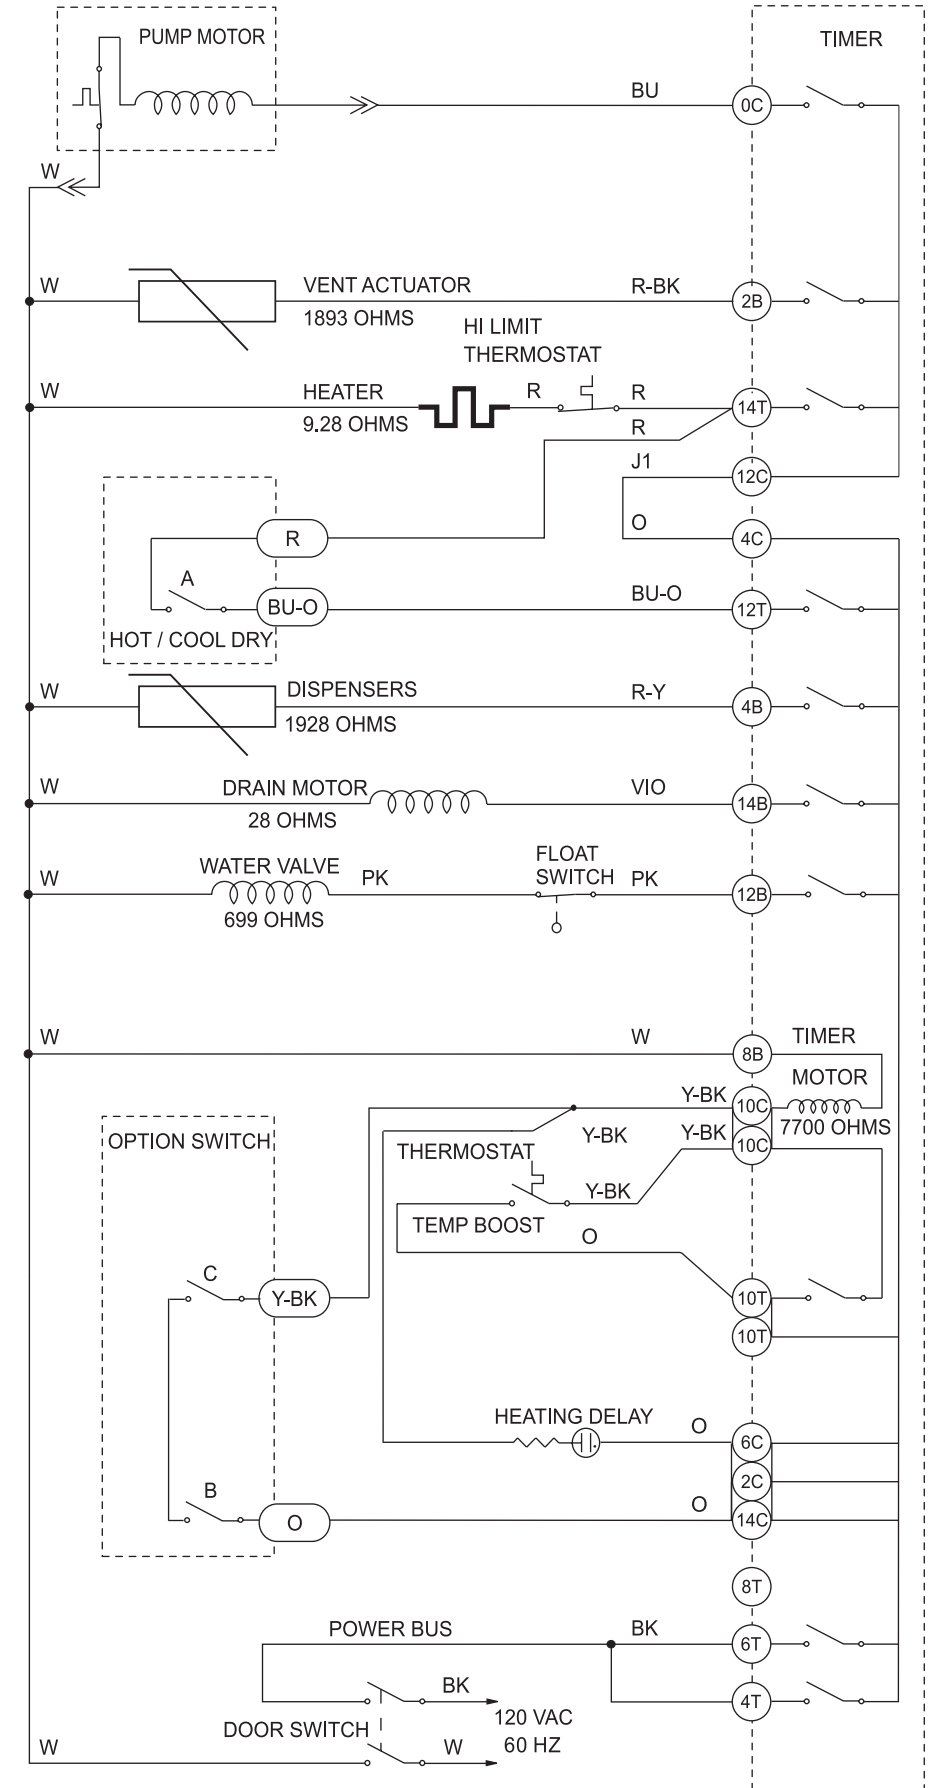 PUMP MOTOR
TIMER
BU
0C
W
W
VENT ACTUATOR
R-BK
2B
1893 OHMS
HI LIMIT
THERMOSTAT
W
HEATER
R
R
14T
9.28 OHMS
R
J1
12C
O
4C
R
A
BU-O
BU-O
12T
HOT / COOL DRY
W
DISPENSERS
R-Y
4B
1928 OHMS
W
DRAIN MOTOR
VIO
14B
28 OHMS
FLOAT
SWITCH
WATER VALVE
W
PK
PK
12B
699 OHMS
W
W
TIMER
8B
MOTOR
Y-BK
10C
7700 OHMS
OPTION SWITCH
Y-BK
Y-BK
10C
THERMOSTAT
Y-BK
TEMP BOOST
O
C
Y-BK
10T
10T
HEATING DELAY
O
6C
2C
B
O
O
14C
8T
POWER BUS
BK
6T
BK
4T
120 VAC
60 HZ
DOOR SWITCH
W
W